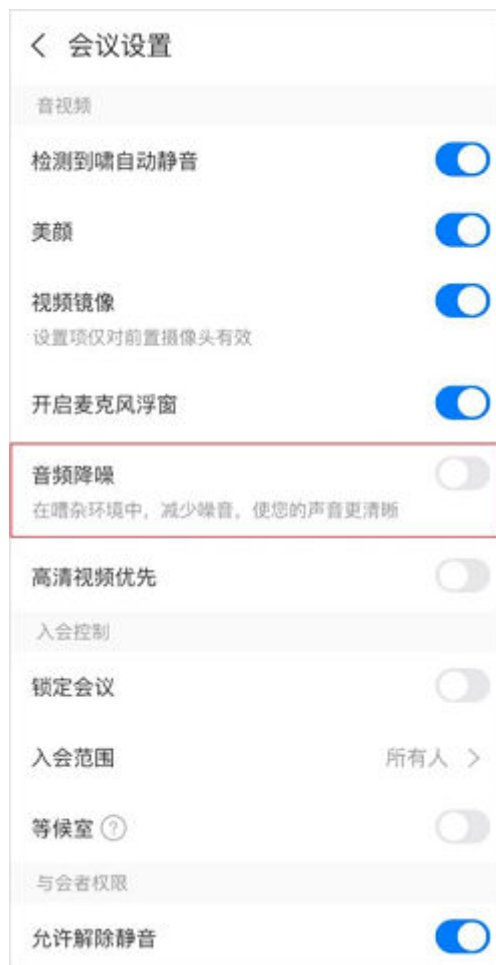 会议设置
音视频
检测到啸自动静音
美颜
视频镜像
设置项仅对前置摄像头有效
开启麦克风浮窗
音频降噪
在嘈杂环境中，减少噪音，使您的声音更清晰
高清视频优先
入会控制
锁定会议
入会范围 所有人
等候室 ?
与会者权限
允许解除静音